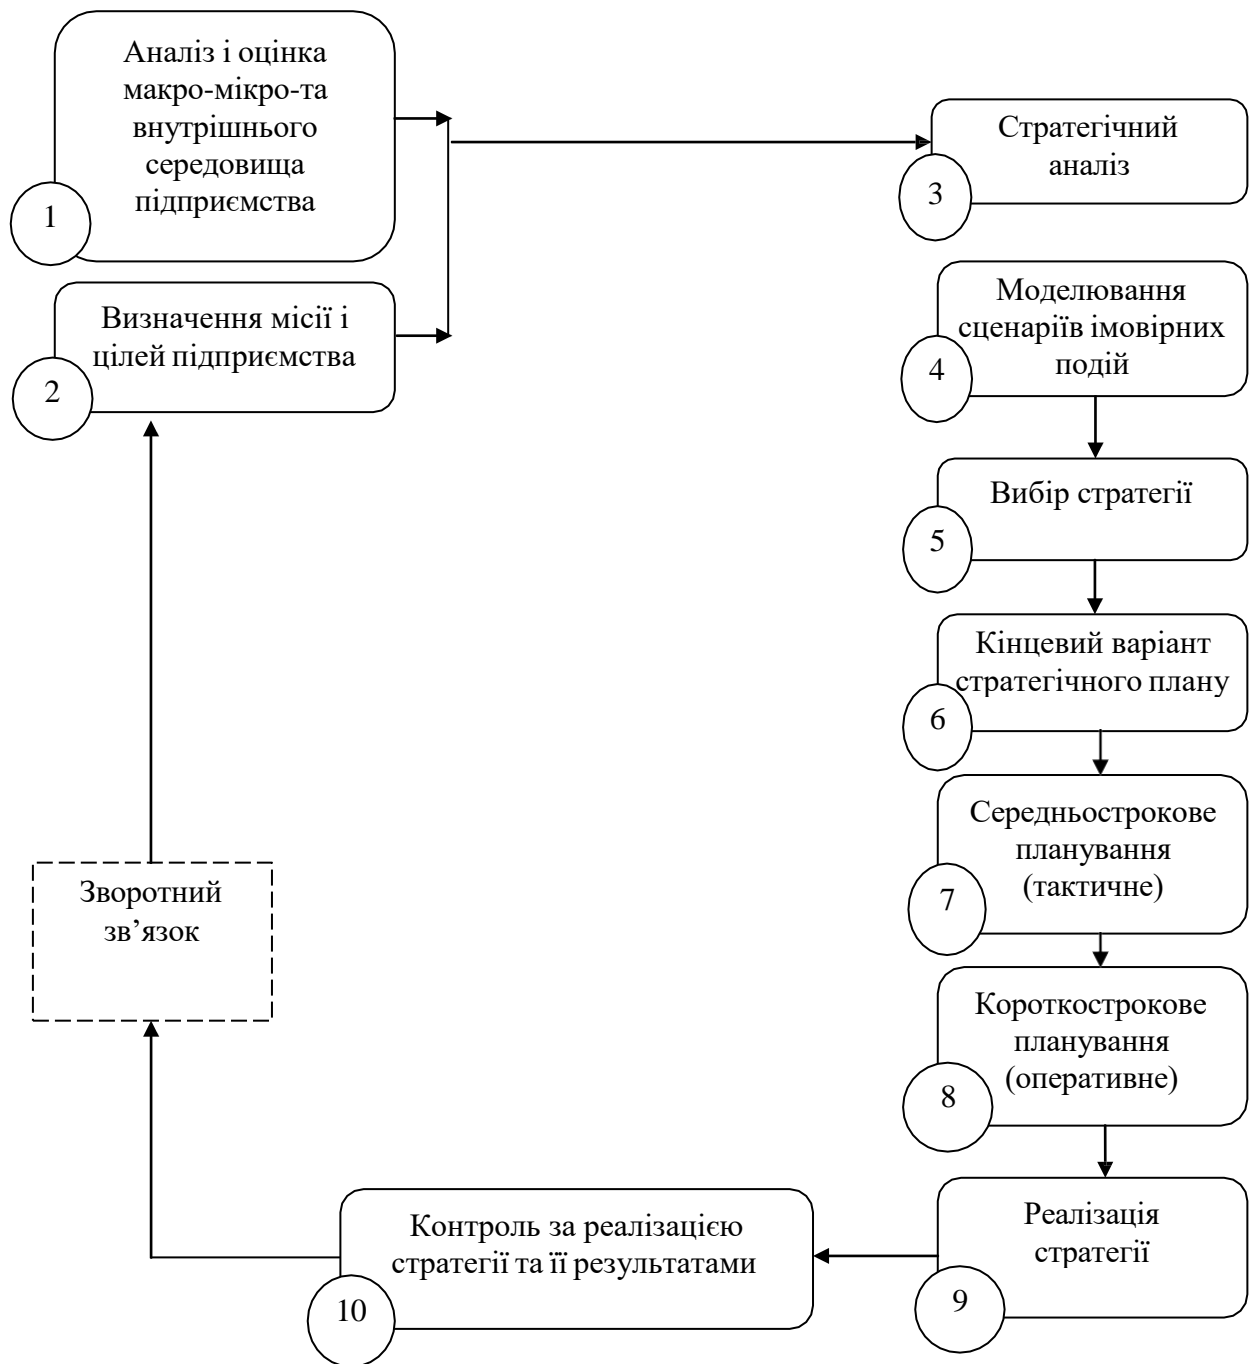 Аналіз і оцінка
макро-мікро-та
внутрішнього
середовища
підприємства
1
Визначення місії і
цілей підприємства
2
Стратегічний
аналіз
3
Моделювання
сценаріїв імовірних
подій
4
Вибір стратегії
5
Кінцевий варіант
стратегічного плану
6
Середньострокове
планування
(тактичне)
7
Короткострокове
планування
(оперативне)
8
Реалізація
стратегії
9
Контроль за реалізацією
стратегії та її результатами
10
Зворотний
зв’язок